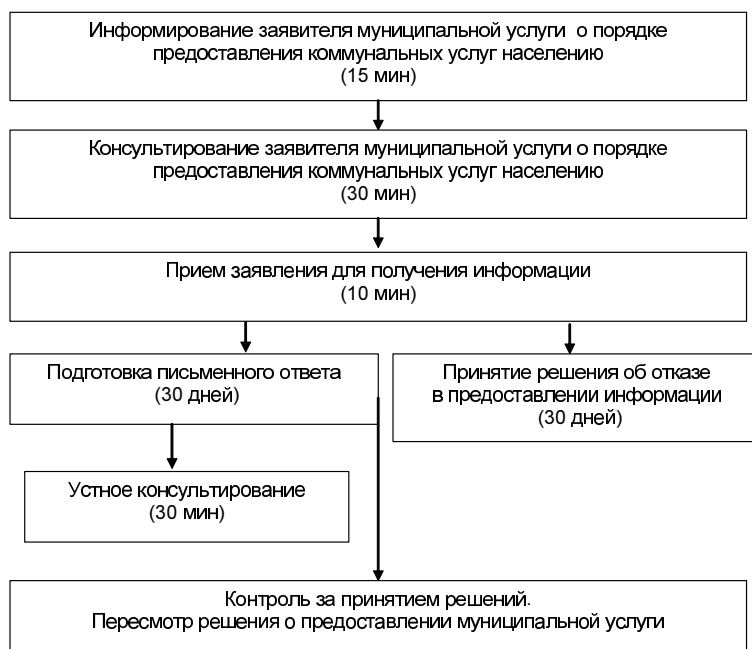 Информирование заявителя муниципальной услуги о порядке
предоставления коммунальных услуг населению
(15 мин)
Консультирование заявителя муниципальной услуги о порядке
предоставления коммунальных услуг населению
(30 мин)
Прием заявления для получения информации
(10 мин)
Подготовка письменного ответа
(30 дней)
Принятие решения об отказе
в предоставлении информации
(30 дней)
Устное консультирование
(30 мин)
Контроль за принятием решений.
Пересмотр решения о предоставлении муниципальной услуги